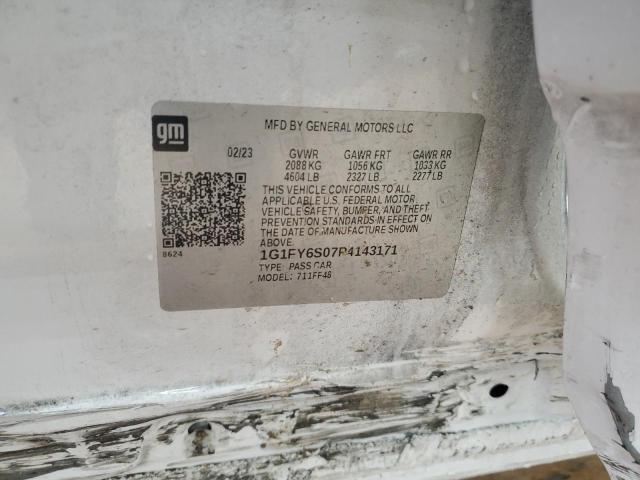 gm
MFD BY GENERAL MOTORS LLC
02/23 GVWR GAWR FRT GAWR RR
2088 KG 1056 KG 1033 KG
4604 LB 2327 LB 2277 LB
THIS VEHICLE CONFORMS TO ALL
APPLICABLE U.S. FEDERAL MOTOR
VEHICLE SAFETY, BUMPER, AND THEFT
PREVENTION STANDARDS IN EFFECT ON
THE DATE OF MANUFACTURE SHOWN
ABOVE.
8624
1G1FY6S07P4143171
TYPE: PASS CAR
MODEL: 711FF48